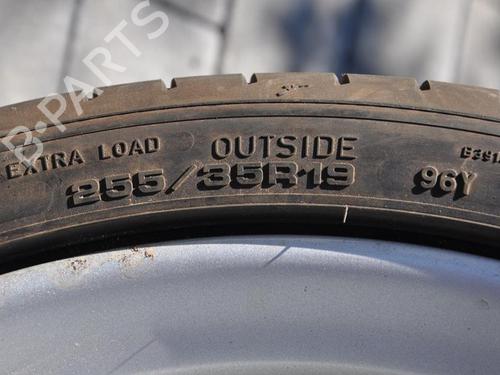 B-PARTS
EXTRA LOAD OUTSIDE
255/35R19 96Y